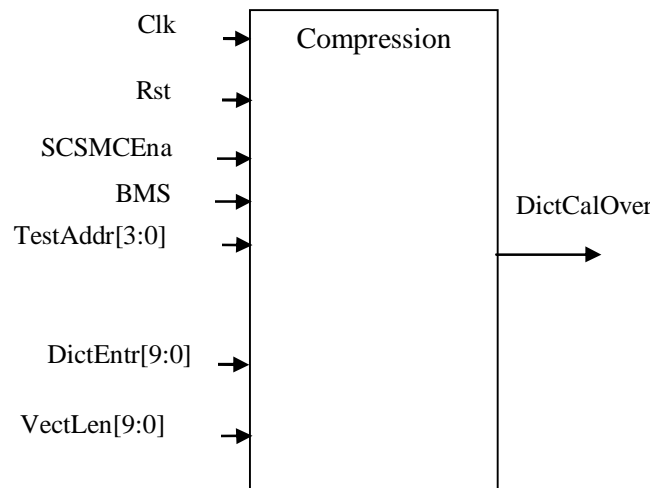 Clk
Compression
Rst
SCSMCEna
BMS
DictCalOver
TestAddr[3:0]
DictEntr[9:0]
VectLen[9:0]